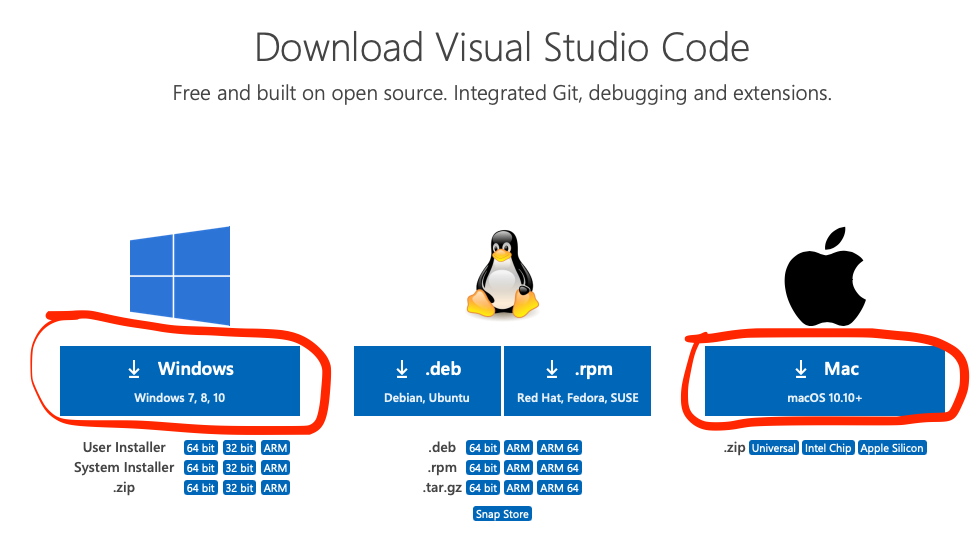 Download Visual Studio Code
Free and built on open source. Integrated Git, debugging and extensions.
Windows
Windows 7, 8, 10
User Installer 64 bit 32 bit ARM
System Installer 64 bit 32 bit ARM
.zip 64 bit 32 bit ARM
.deb
Debian, Ubuntu
.rpm
Red Hat, Fedora, SUSE
.deb 64 bit ARM ARM 64
.rpm 64 bit ARM ARM 64
.tar.gz 64 bit ARM ARM 64
Snap Store
Mac
macOS 10.10+
.zip Universal Intel Chip Apple Silicon